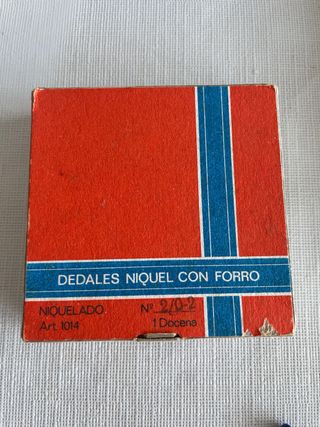 DEDALES NIQUEL CON FORRO
NIQUELADO Nº 2/0-2
Art. 1014 1 Docena